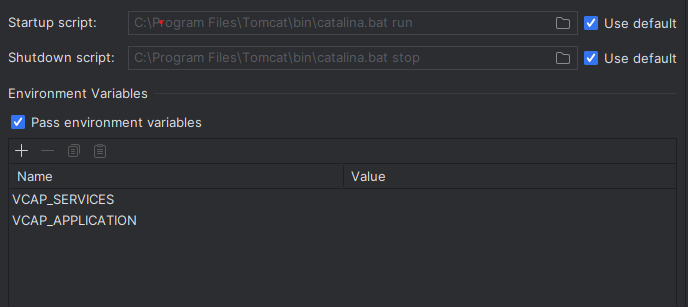 Startup script: C:\Program Files\Tomcat\bin\catalina.bat run Use default
Shutdown script: C:\Program Files\Tomcat\bin\catalina.bat stop Use default
Environment Variables
Pass environment variables
Name Value
VCAP_SERVICES
VCAP_APPLICATION